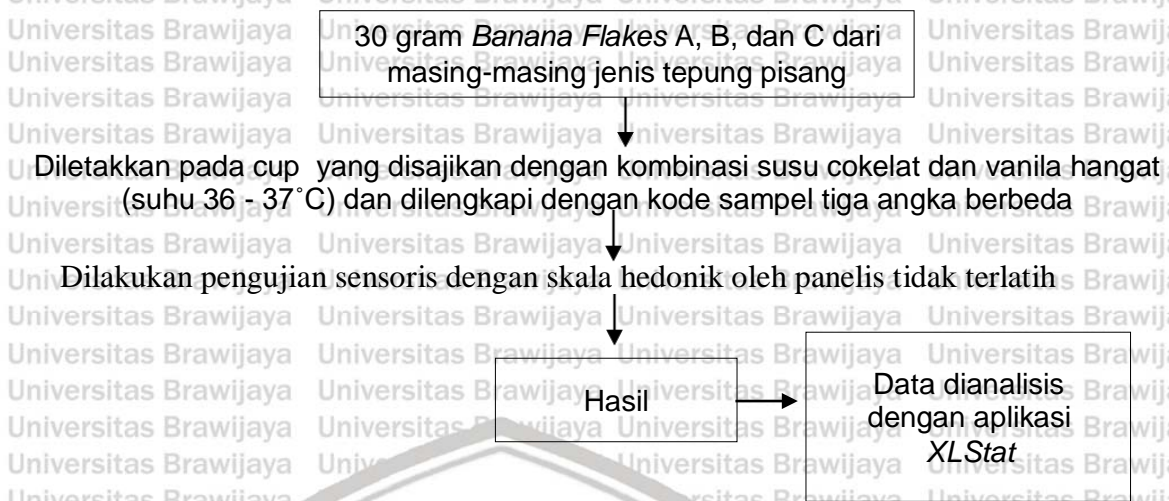 30 gram Banana Flakes A, B, dan C dari
masing-masing jenis tepung pisang
Diletakkan pada cup yang disajikan dengan kombinasi susu cokelat dan vanila hangat
(suhu 36 - 37˚C) dan dilengkapi dengan kode sampel tiga angka berbeda
Dilakukan pengujian sensoris dengan skala hedonik oleh panelis tidak terlatih
Hasil
Data dianalisis
dengan aplikasi
XLStat